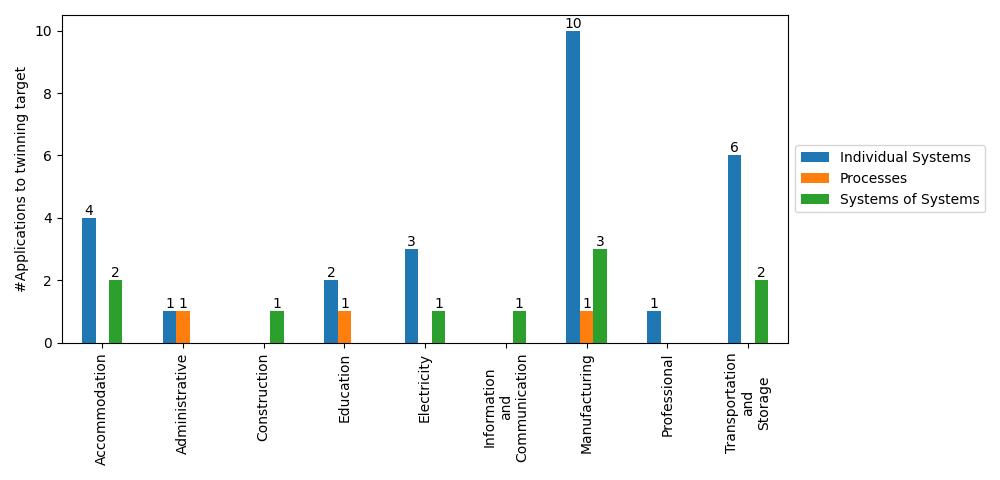 #Applications to twinning target
10
8
6
4
2
0
4
2
1
1
1
2
1
3
1
1
10
1
3
1
6
2
Accommodation
Administrative
Construction
Education
Electricity
Information
and
Communication
Manufacturing
Professional
Transportation
and
Storage
Individual Systems
Processes
Systems of Systems